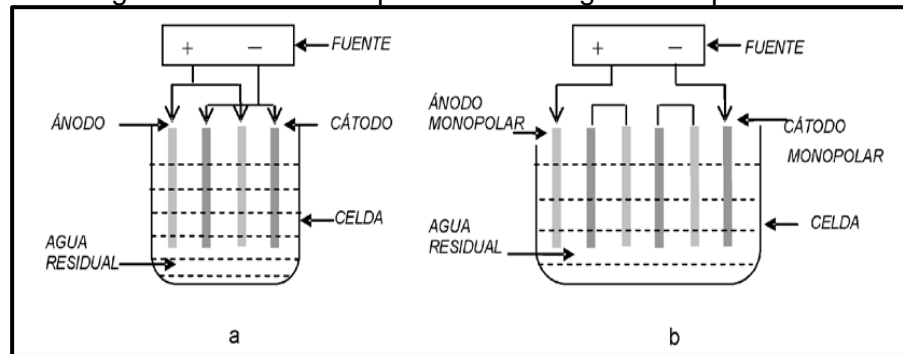 + − FUENTE
ÁNODO
CÁTODO
CELDA
AGUA
RESIDUAL
a
+ − FUENTE
ÁNODO
MONOPOLAR
CÁTODO
MONOPOLAR
AGUA
RESIDUAL
CELDA
b